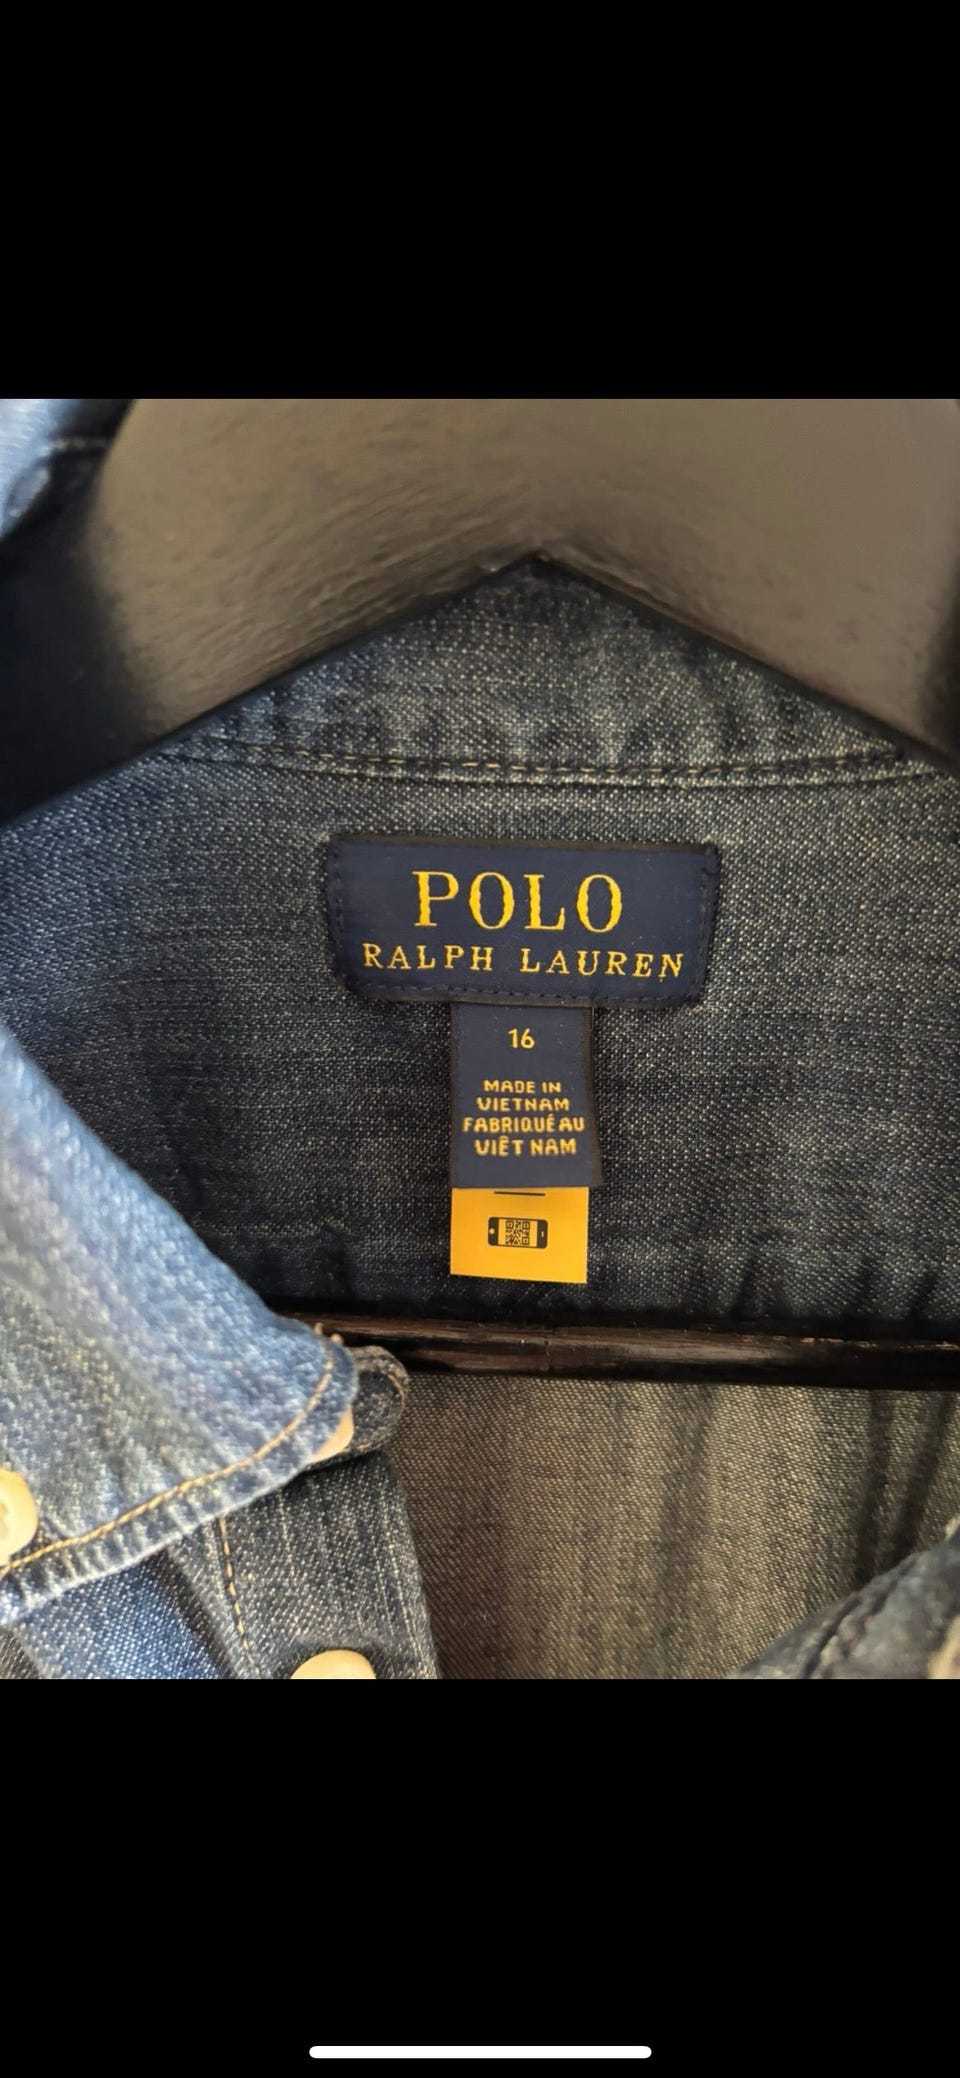 POLO
RALPH LAUREN
16
MADE IN
VIETNAM
FABRIQUÉ AU
VIÊT NAM